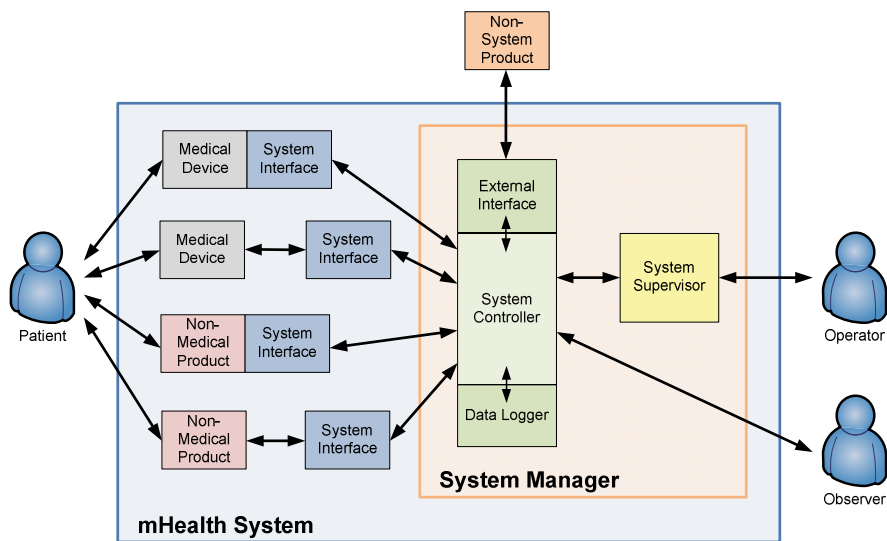 Non-
System
Product
Medical
Device
System
Interface
External
Interface
Medical
Device
System
Interface
System
Supervisor
System
Controller
Patient
Non-
Medical
Product
System
Interface
Operator
Non-
Medical
Product
System
Interface
Data Logger
System Manager
Observer
mHealth System